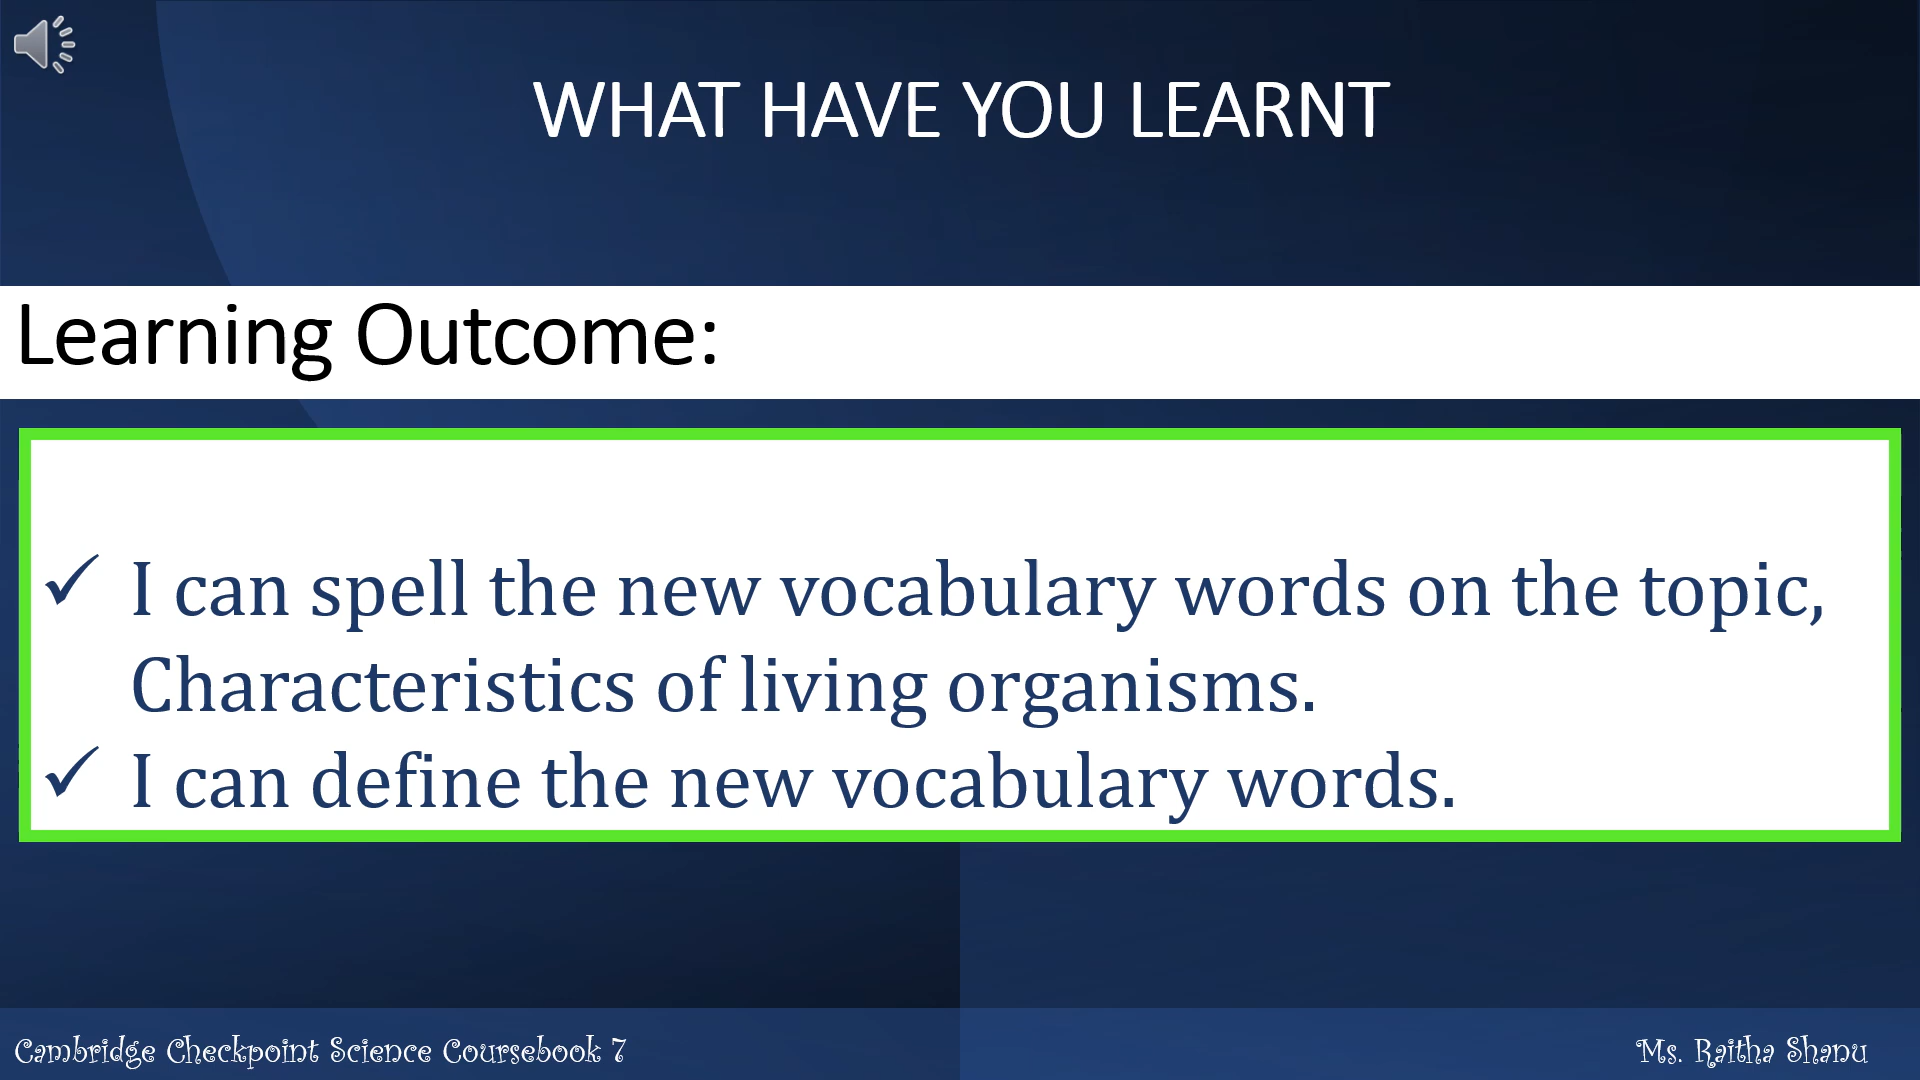 WHAT HAVE YOU LEARNT
Learning Outcome:
✓ I can spell the new vocabulary words on the topic,
Characteristics of living organisms.
✓ I can define the new vocabulary words.
Cambridge Checkpoint Science Coursebook 7
Ms. Raitha Shanu